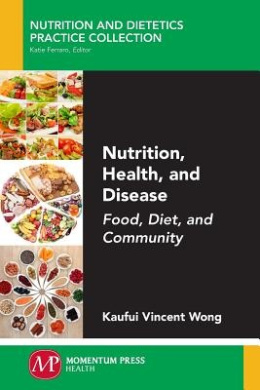 NUTRITION AND DIETETICS
PRACTICE COLLECTION
Katie Ferraro, Editor
Nutrition,
Health, and
Disease
Food, Diet, and
Community
Kaufui Vincent Wong
M
MOMENTUM PRESS
HEALTH